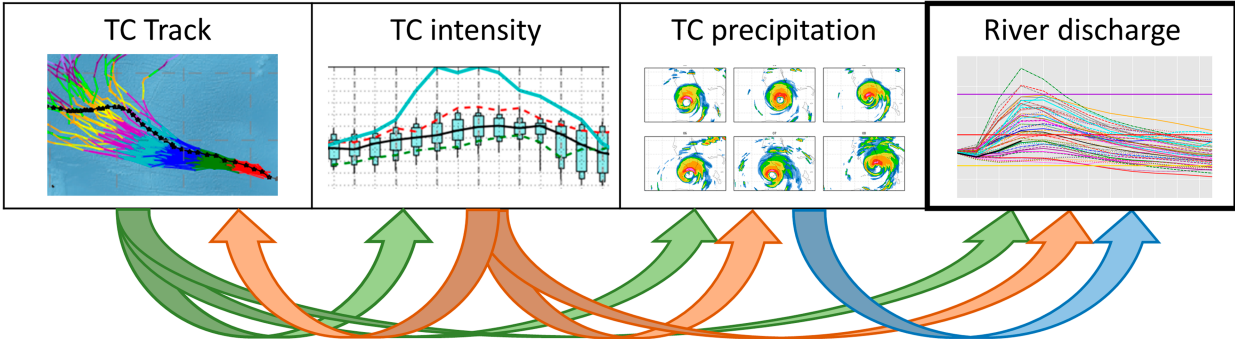 TC Track
TC intensity
TC precipitation
River discharge